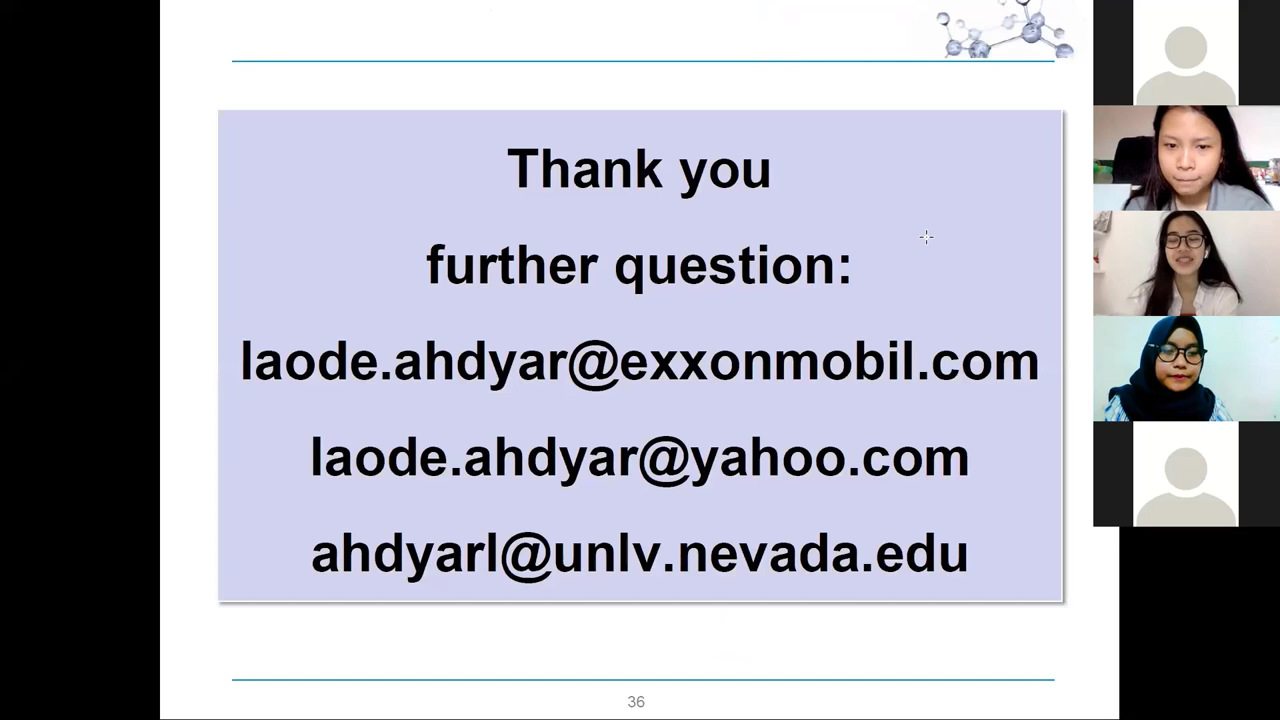 Thank you
further question:
laode.ahdyar@exxonmobil.com
laode.ahdyar@yahoo.com
ahdyarl@unlv.nevada.edu
36